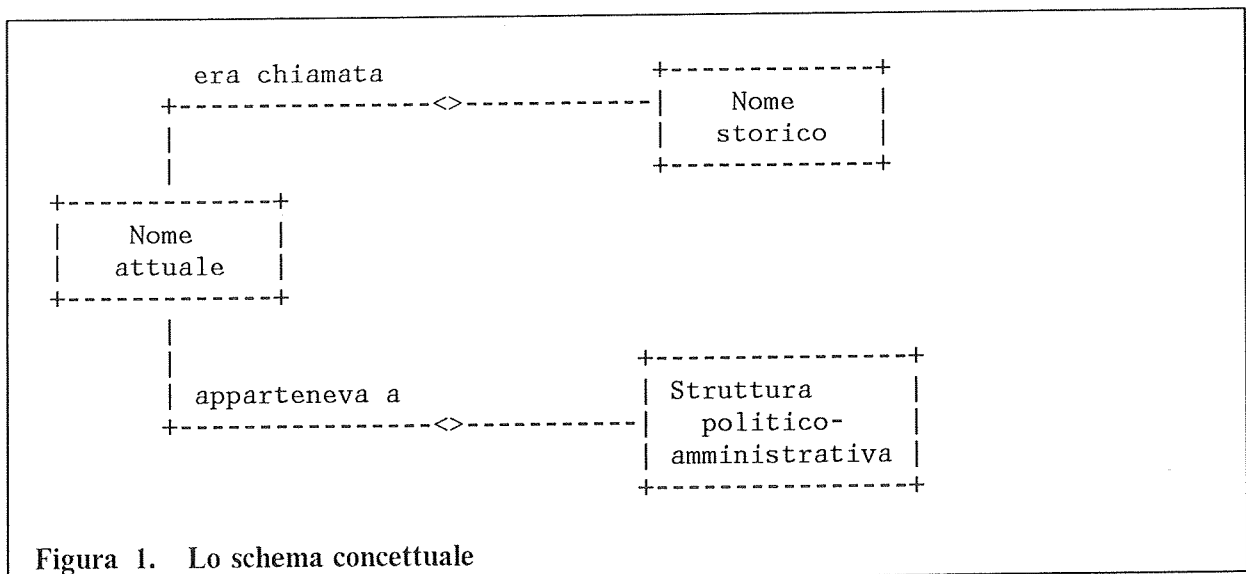 era chiamata
Nome
storico
Nome
attuale
apparteneva a
Struttura
politico-
amministrativa
Figura 1. Lo schema concettuale